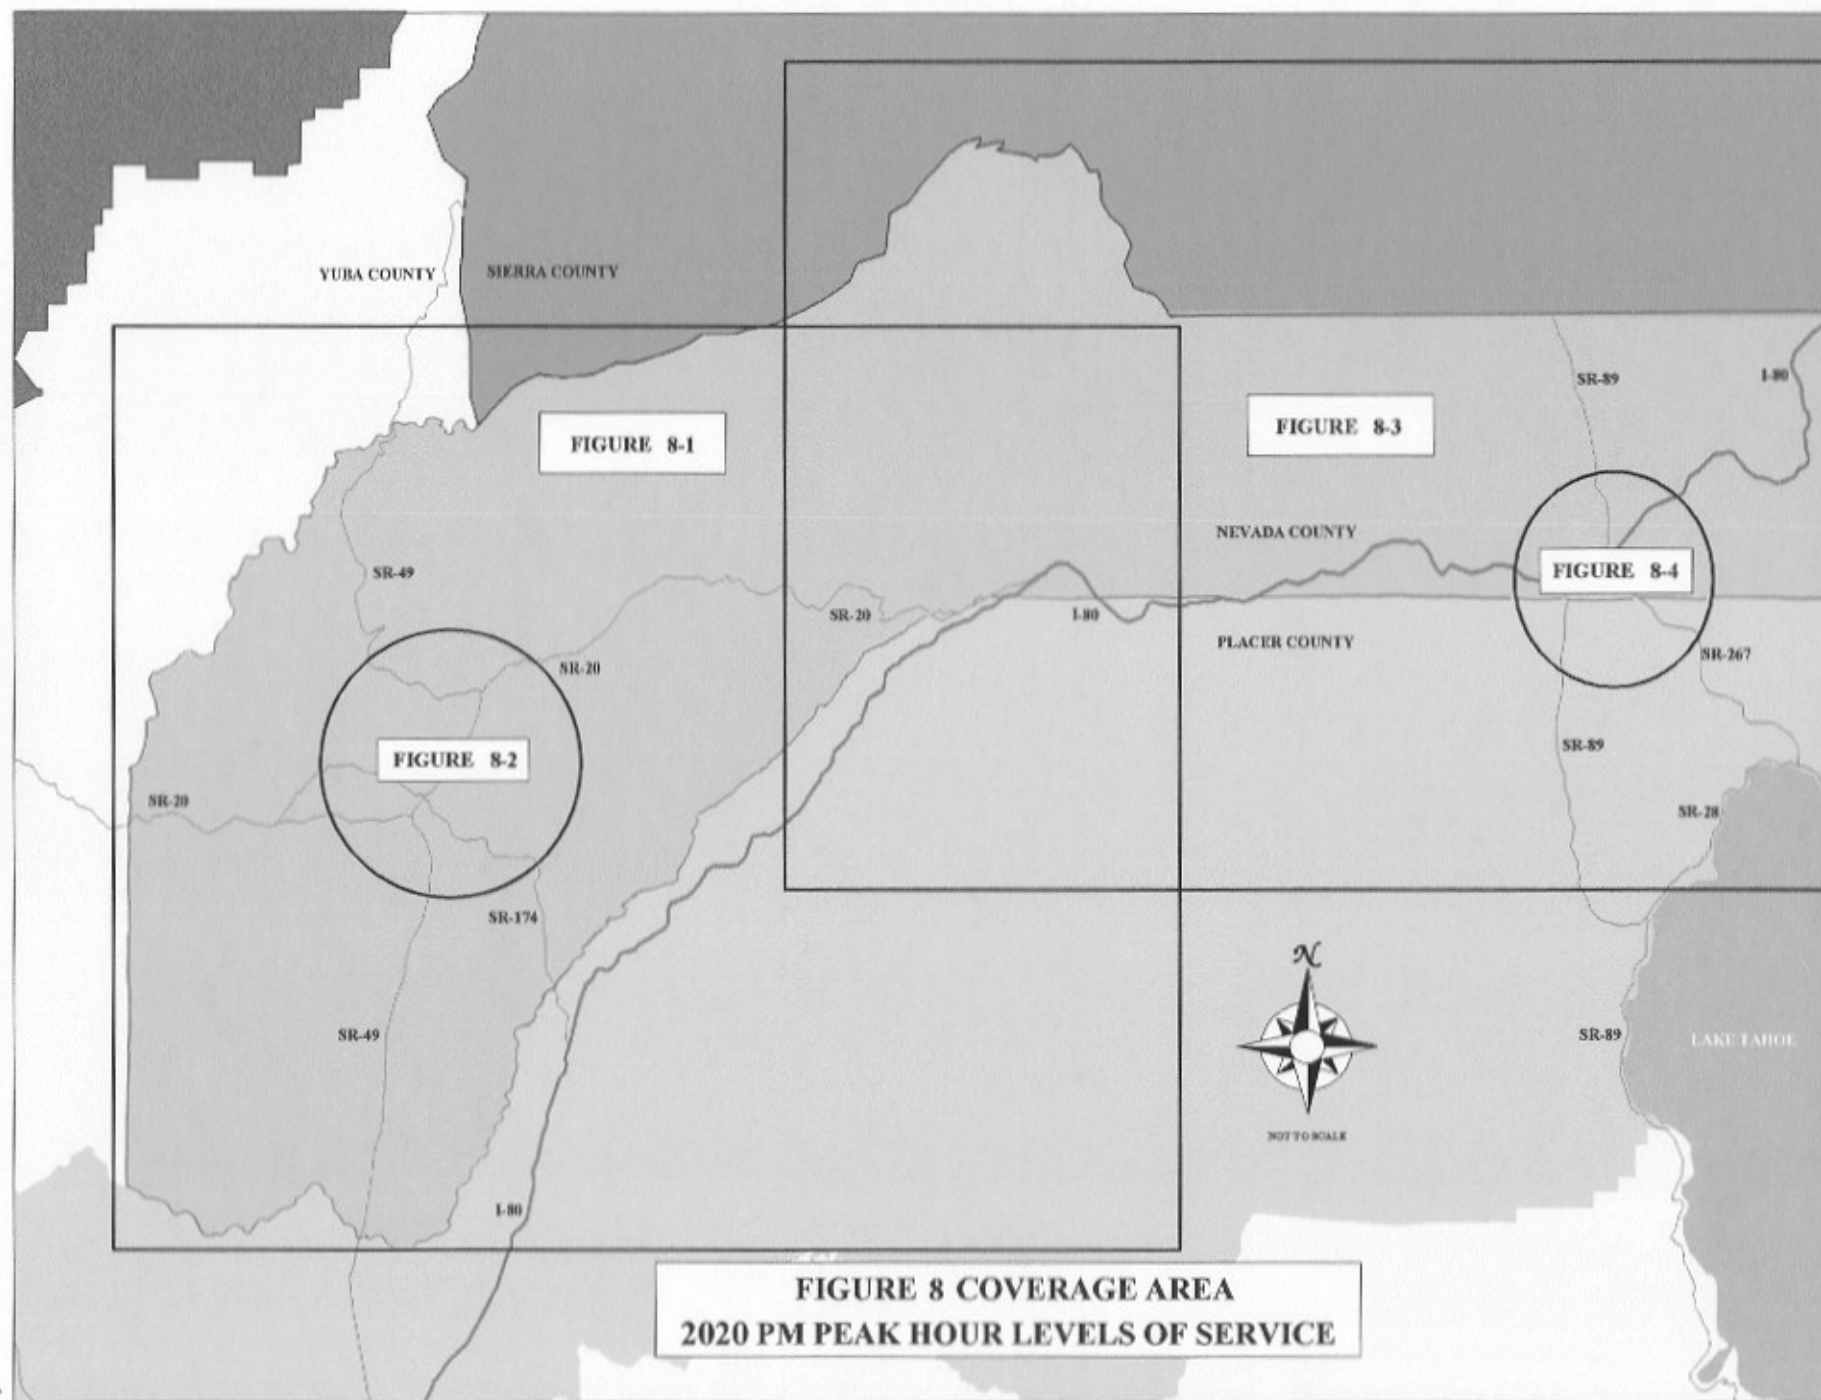 YUBA COUNTY
SIERRA COUNTY
SR-89
I-80
FIGURE 8-1
FIGURE 8-3
NEVADA COUNTY
SR-49
FIGURE 8-4
SR-20
I-80
PLACER COUNTY
SR-20
SR-267
FIGURE 8-2
SR-89
SR-20
SR-28
SR-174
N
SR-49
SR-89
LAKE TAHOE
NOT TO SCALE
I-80
FIGURE 8 COVERAGE AREA
2020 PM PEAK HOUR LEVELS OF SERVICE